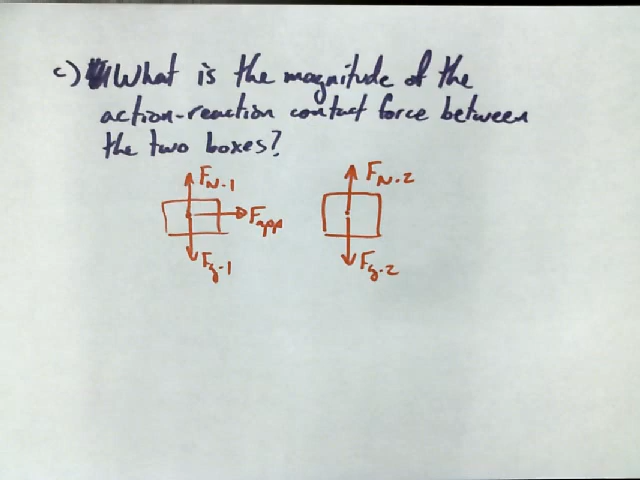 c) What is the magnitude of the
action-reaction contact force between
the two boxes?
FN-1 FN-2
Fapp
Fg-1 Fg-2